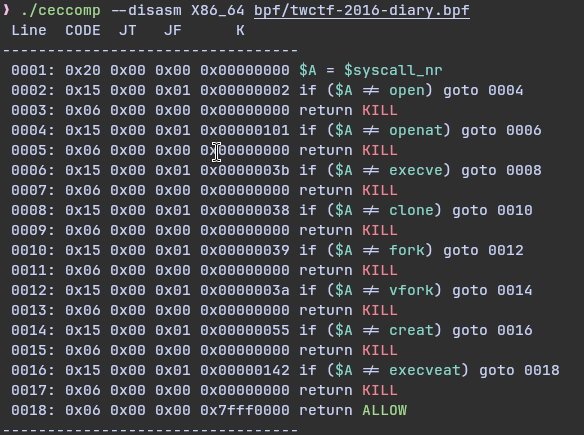 ❯ ./ceccomp --disasm X86_64 bpf/twctf-2016-diary.bpf
Line  CODE  JT   JF      K
---------------------------------
0001: 0x20 0x00 0x00 0x00000000 $A = $syscall_nr
0002: 0x15 0x00 0x01 0x00000002 if ($A ≠ open) goto 0004
0003: 0x06 0x00 0x00 0x00000000 return KILL
0004: 0x15 0x00 0x01 0x00000101 if ($A ≠ openat) goto 0006
0005: 0x06 0x00 0x00 0x00000000 return KILL
0006: 0x15 0x00 0x01 0x0000003b if ($A ≠ execve) goto 0008
0007: 0x06 0x00 0x00 0x00000000 return KILL
0008: 0x15 0x00 0x01 0x00000038 if ($A ≠ clone) goto 0010
0009: 0x06 0x00 0x00 0x00000000 return KILL
0010: 0x15 0x00 0x01 0x00000039 if ($A ≠ fork) goto 0012
0011: 0x06 0x00 0x00 0x00000000 return KILL
0012: 0x15 0x00 0x01 0x0000003a if ($A ≠ vfork) goto 0014
0013: 0x06 0x00 0x00 0x00000000 return KILL
0014: 0x15 0x00 0x01 0x00000055 if ($A ≠ creat) goto 0016
0015: 0x06 0x00 0x00 0x00000000 return KILL
0016: 0x15 0x00 0x01 0x00000142 if ($A ≠ execveat) goto 0018
0017: 0x06 0x00 0x00 0x00000000 return KILL
0018: 0x06 0x00 0x00 0x7fff0000 return ALLOW
---------------------------------